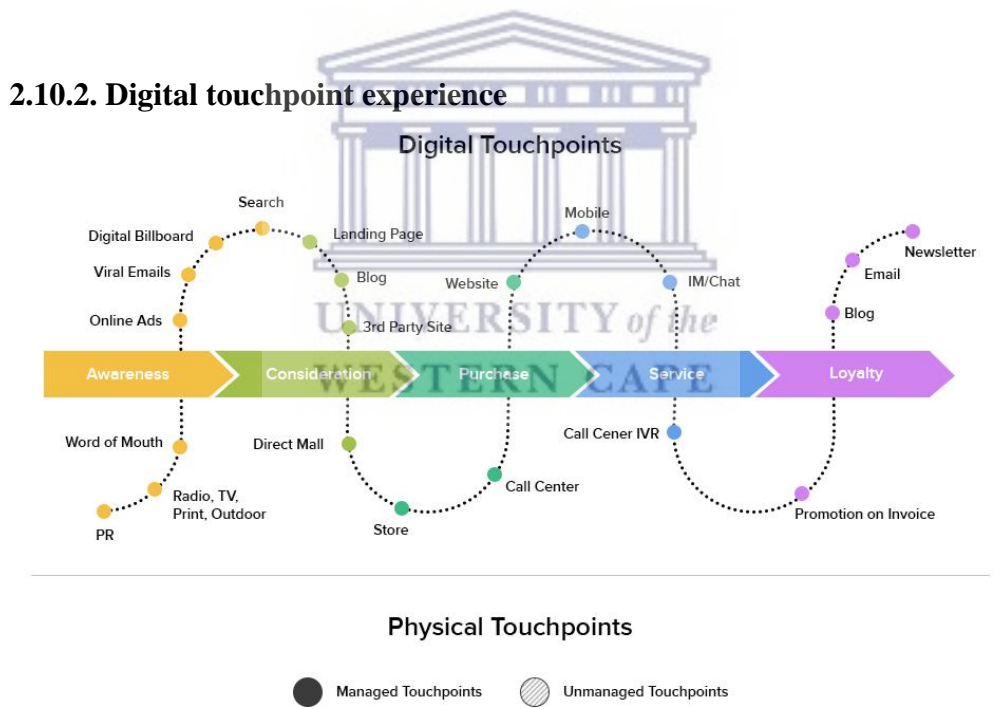 2.10.2. Digital touchpoint experience
Digital Touchpoints
Search
Mobile
Digital Billboard
Landing Page
Newsletter
Viral Emails
Blog
Website
IM/Chat
Email
Online Ads
3rd Party Site
Blog
UNIVERSITY of the
WESTERN CAPE
Awareness
Consideration
Purchase
Service
Loyalty
Word of Mouth
Direct Mall
Call Cener IVR
Radio, TV,
Print, Outdoor
PR
Store
Call Center
Promotion on Invoice
Physical Touchpoints
Managed Touchpoints
Unmanaged Touchpoints